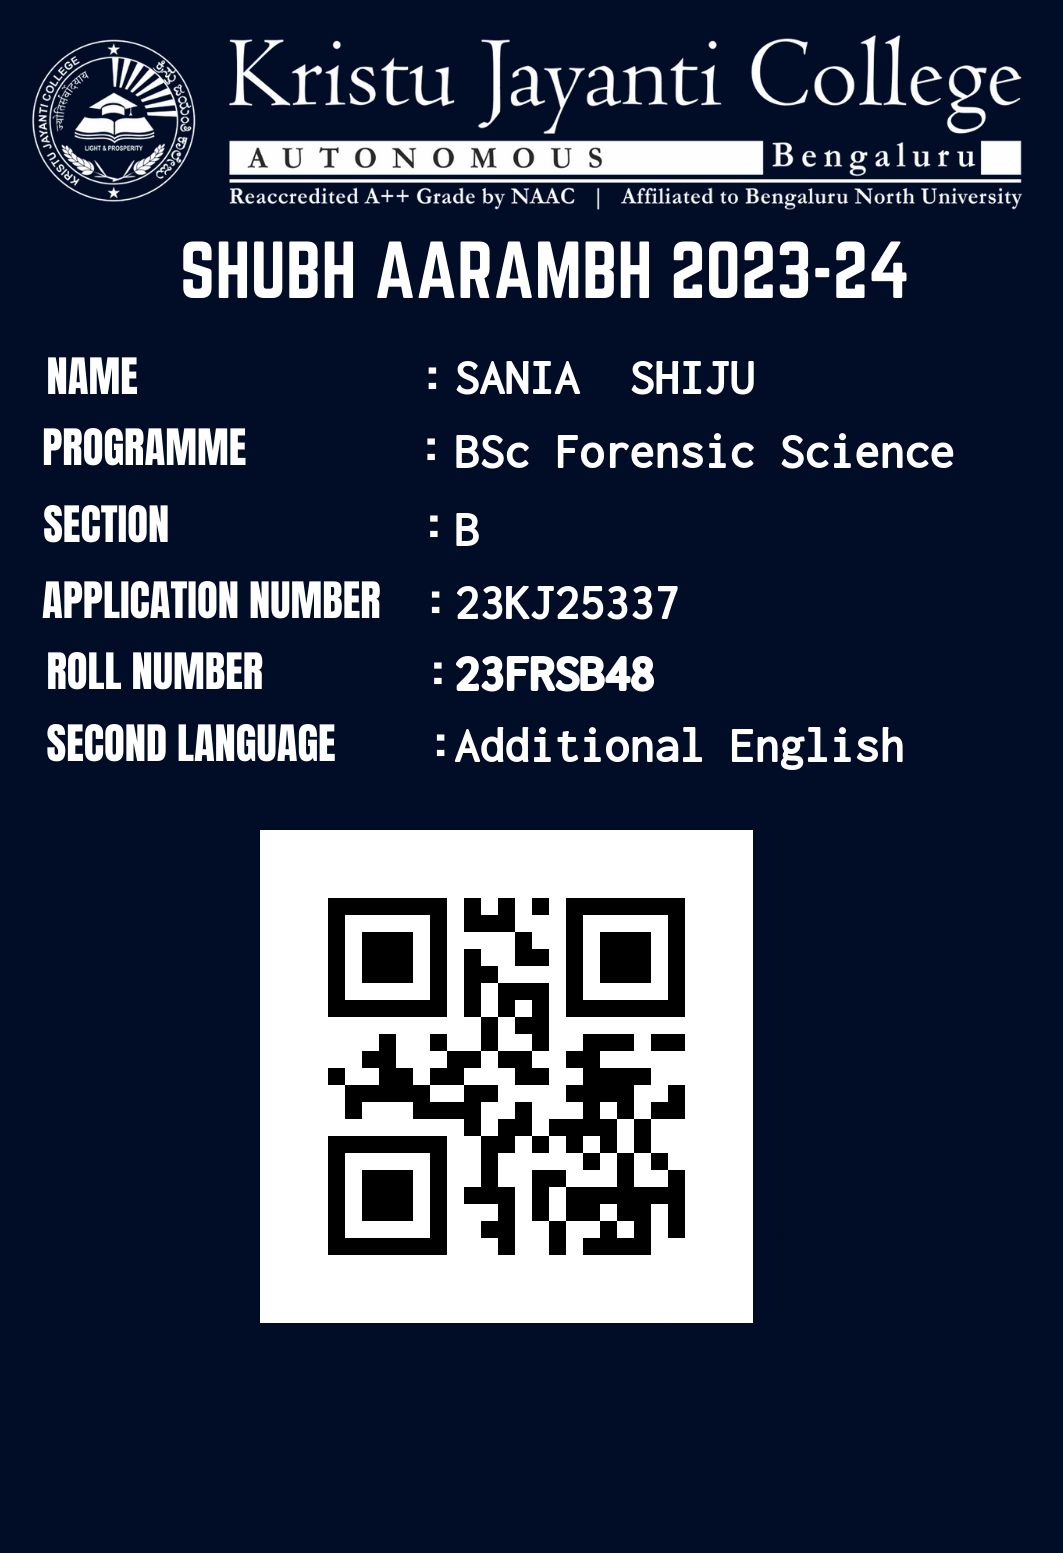 KRISTU JAYANTI COLLEGE
ಕ್ರಿಸ್ತು ಜಯಂತಿ ಕಾಲೇಜು
ज्योतिर्संवर्दियाय
LIGHT & PROSPERITY
Kristu Jayanti College
AUTONOMOUS Bengaluru
Reaccredited A++ Grade by NAAC | Affiliated to Bengaluru North University
SHUBH AARAMBH 2023-24
NAME : SANIA SHIJU
PROGRAMME : BSc Forensic Science
SECTION : B
APPLICATION NUMBER : 23KJ25337
ROLL NUMBER : 23FRSB48
SECOND LANGUAGE : Additional English